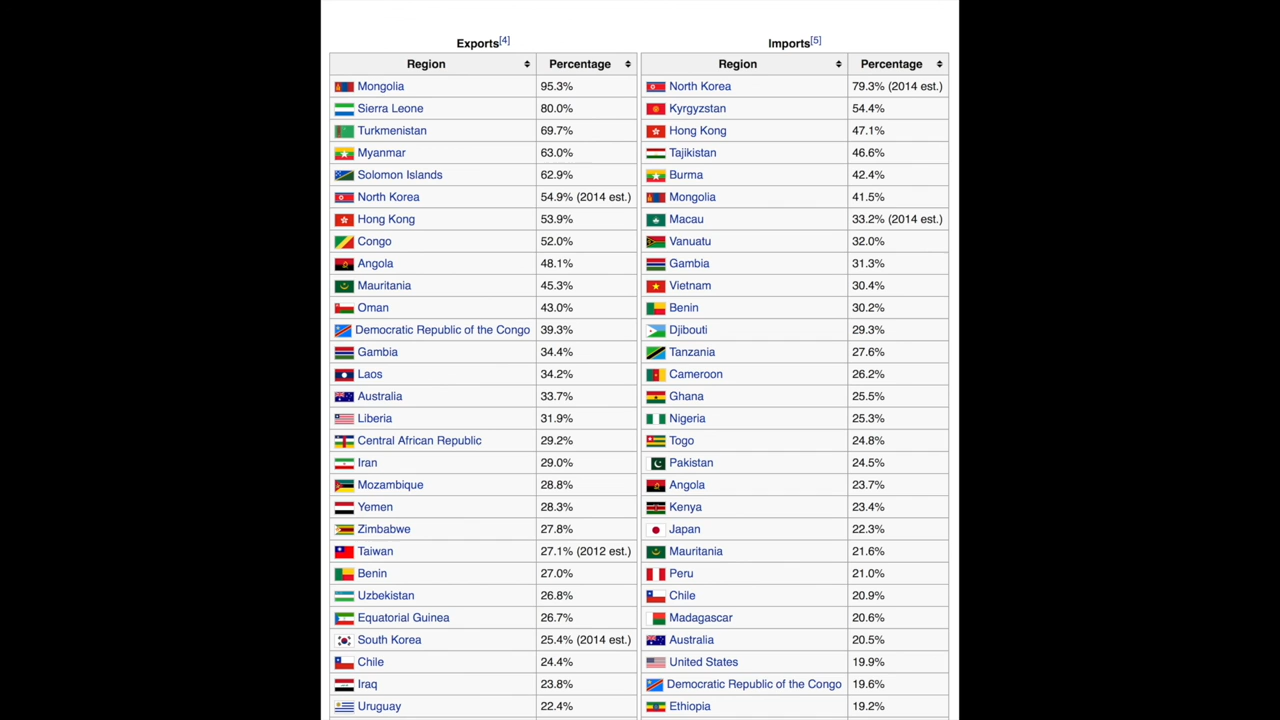 Exports[4]
Region Percentage
Mongolia 95.3%
Sierra Leone 80.0%
Turkmenistan 69.7%
Myanmar 63.0%
Solomon Islands 62.9%
North Korea 54.9% (2014 est.)
Hong Kong 53.9%
Congo 52.0%
Angola 48.1%
Mauritania 45.3%
Oman 43.0%
Democratic Republic of the Congo 39.3%
Gambia 34.4%
Laos 34.2%
Australia 33.7%
Liberia 31.9%
Central African Republic 29.2%
Iran 29.0%
Mozambique 28.8%
Yemen 28.3%
Zimbabwe 27.8%
Taiwan 27.1% (2012 est.)
Benin 27.0%
Uzbekistan 26.8%
Equatorial Guinea 26.7%
South Korea 25.4% (2014 est.)
Chile 24.4%
Iraq 23.8%
Uruguay 22.4%
Imports[5]
Region Percentage
North Korea 79.3% (2014 est.)
Kyrgyzstan 54.4%
Hong Kong 47.1%
Tajikistan 46.6%
Burma 42.4%
Mongolia 41.5%
Macau 33.2% (2014 est.)
Vanuatu 32.0%
Gambia 31.3%
Vietnam 30.4%
Benin 30.2%
Djibouti 29.3%
Tanzania 27.6%
Cameroon 26.2%
Ghana 25.5%
Nigeria 25.3%
Togo 24.8%
Pakistan 24.5%
Angola 23.7%
Kenya 23.4%
Japan 22.3%
Mauritania 21.6%
Peru 21.0%
Chile 20.9%
Madagascar 20.6%
Australia 20.5%
United States 19.9%
Democratic Republic of the Congo 19.6%
Ethiopia 19.2%